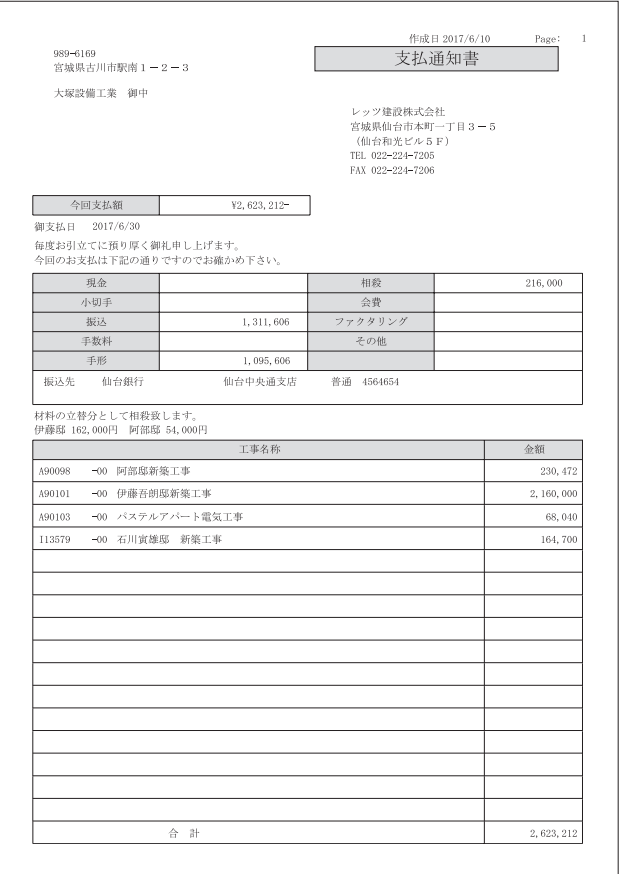 作成日 2017/6/10 Page: 1
支払通知書
989-6169
宮城県古川市駅南１－２－３
大塚設備工業 御中
レッツ建設株式会社
宮城県仙台市本町一丁目３－５
（仙台和光ビル５Ｆ）
TEL 022-224-7205
FAX 022-224-7206
今回支払額 ¥2,623,212-
御支払日 2017/6/30
毎度お引立てに預り厚く御礼申し上げます。
今回のお支払は下記の通りですのでお確かめ下さい。
現金 相殺 216,000
小切手 会費
振込 1,311,606 ファクタリング
手数料 その他
手形 1,095,606
振込先 仙台銀行 仙台中央通支店 普通 4564654
材料の立替分として相殺致します。
伊藤邸 162,000円 阿部邸 54,000円
工事名称 金額
A90098 -00 阿部邸新築工事 230,472
A90101 -00 伊藤吾朗邸新築工事 2,160,000
A90103 -00 パステルアパート電気工事 68,040
I13579 -00 石川寅雄邸 新築工事 164,700
合 計 2,623,212